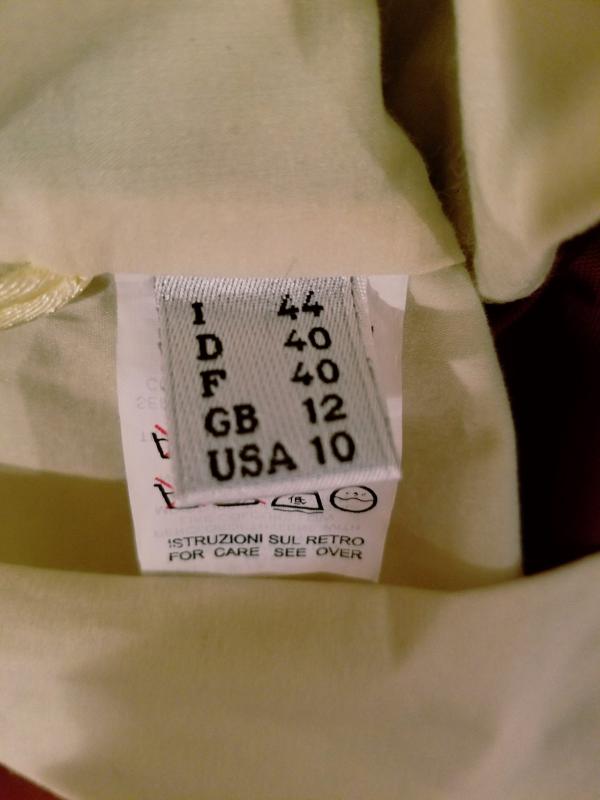 I 44
D 40
F 40
GB 12
USA 10
ISTRUZIONI SUL RETRO
FOR CARE SEE OVER